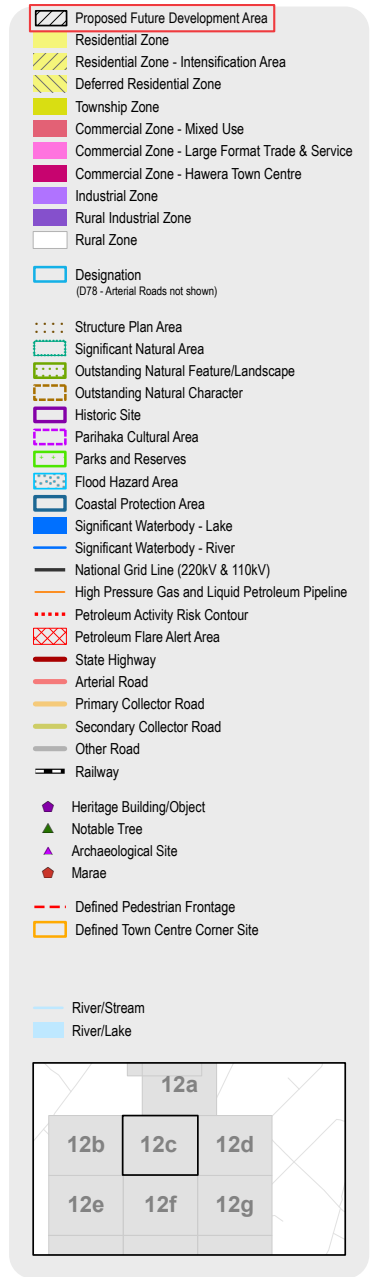 Proposed Future Development Area
Residential Zone
Residential Zone - Intensification Area
Deferred Residential Zone
Township Zone
Commercial Zone - Mixed Use
Commercial Zone - Large Format Trade & Service
Commercial Zone - Hawera Town Centre
Industrial Zone
Rural Industrial Zone
Rural Zone
Designation
(D78 - Arterial Roads not shown)
Structure Plan Area
Significant Natural Area
Outstanding Natural Feature/Landscape
Outstanding Natural Character
Historic Site
Parihaka Cultural Area
Parks and Reserves
Flood Hazard Area
Coastal Protection Area
Significant Waterbody - Lake
Significant Waterbody - River
National Grid Line (220kV & 110kV)
High Pressure Gas and Liquid Petroleum Pipeline
Petroleum Activity Risk Contour
Petroleum Flare Alert Area
State Highway
Arterial Road
Primary Collector Road
Secondary Collector Road
Other Road
Railway
Heritage Building/Object
Notable Tree
Archaeological Site
Marae
Defined Pedestrian Frontage
Defined Town Centre Corner Site
River/Stream
River/Lake
12a
12b 12c 12d
12e 12f 12g